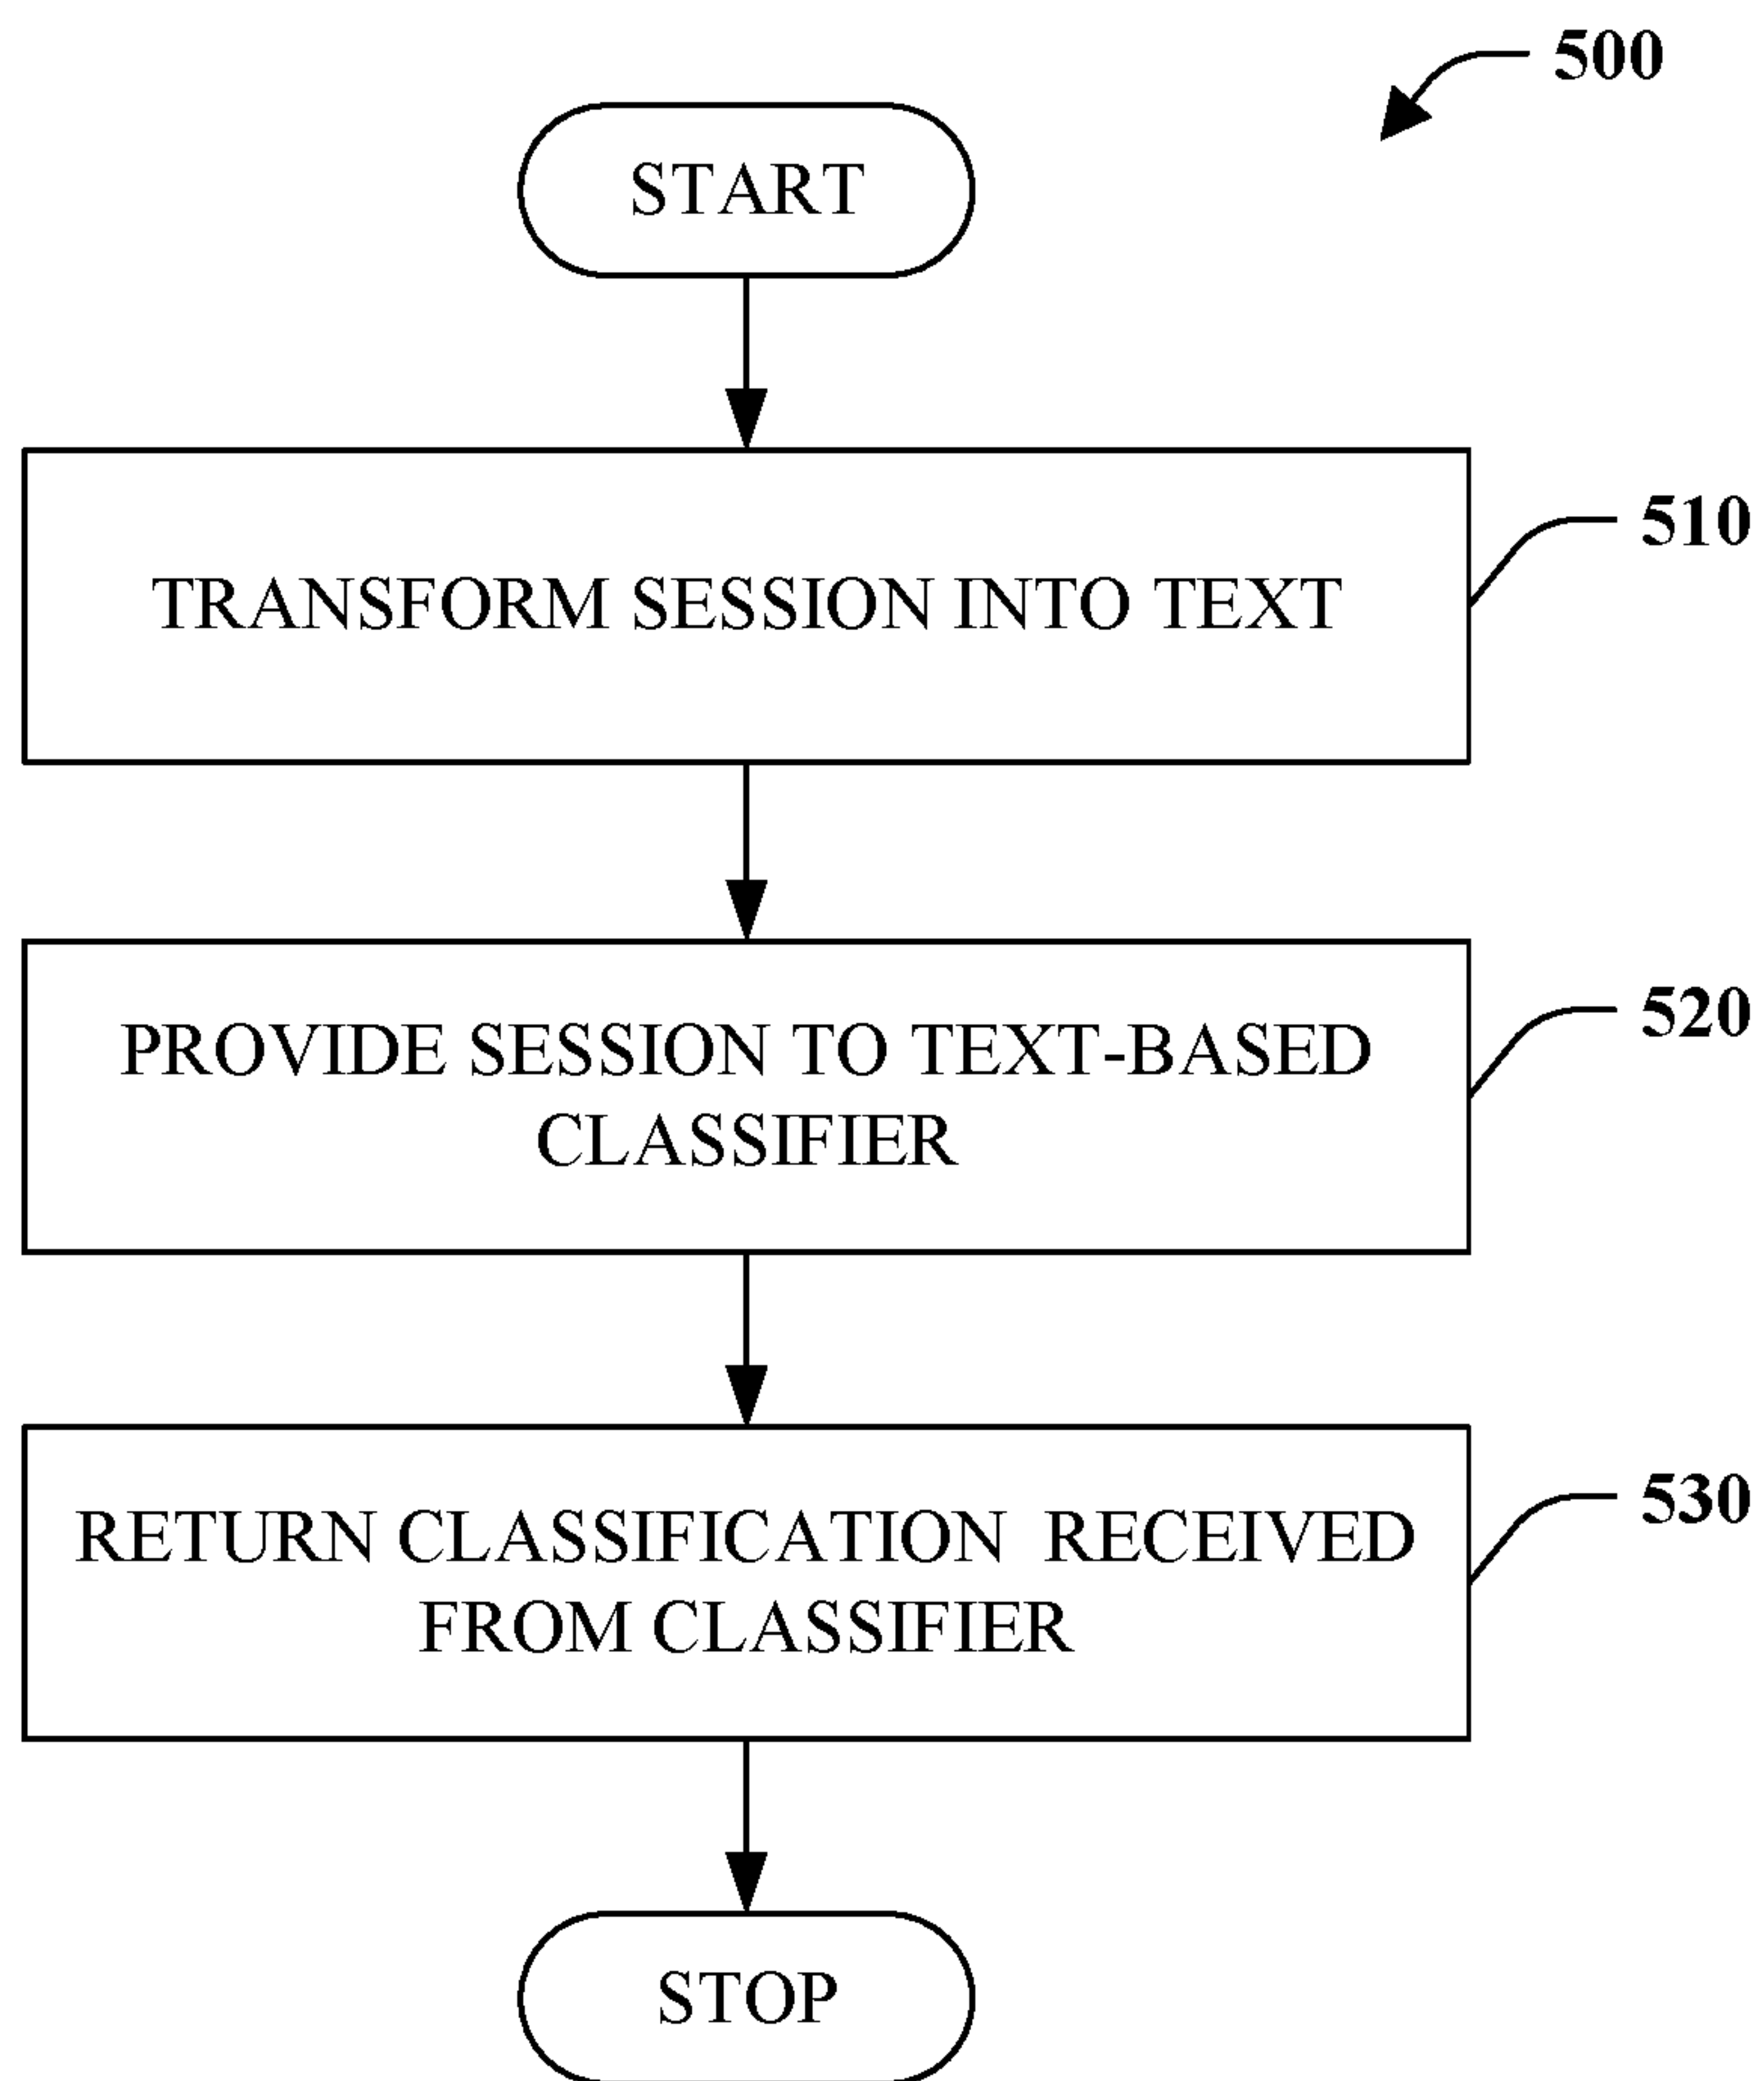 500
START
TRANSFORM SESSION INTO TEXT
510
PROVIDE SESSION TO TEXT-BASED
CLASSIFIER
520
RETURN CLASSIFICATION RECEIVED
FROM CLASSIFIER
530
STOP